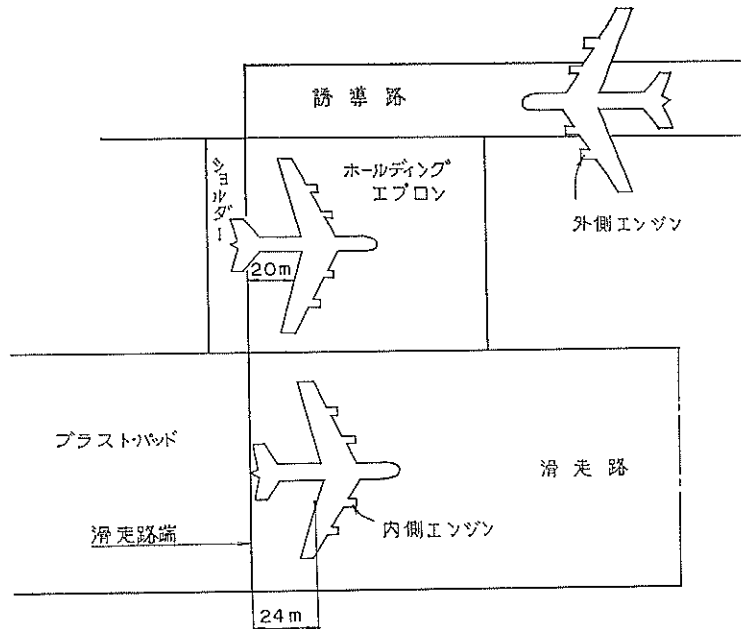 誘導路
ショルダー
ホールディング
エプロン
外側エンジン
20m
ブラスト・パッド
滑走路
滑走路端
内側エンジン
24m